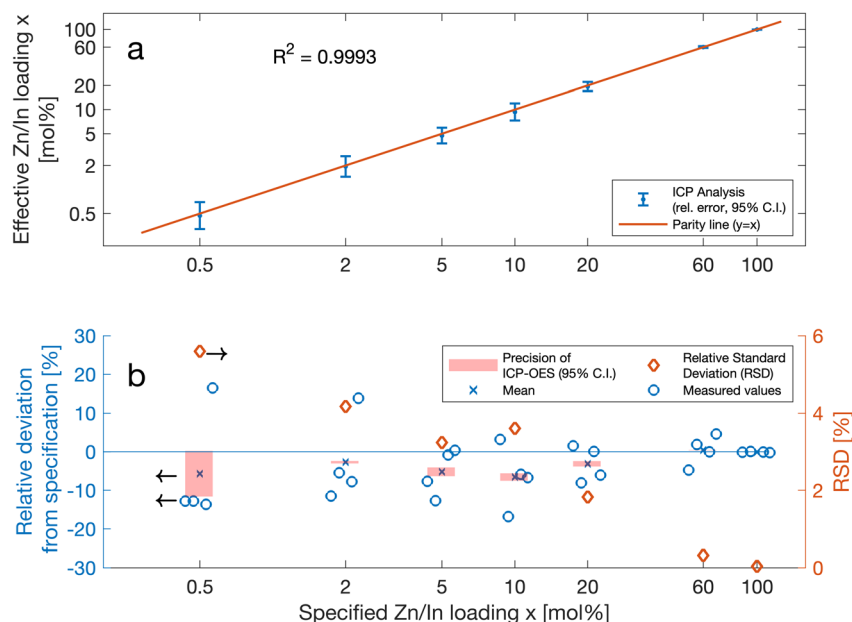 a
R² = 0.9993
Effective Zn/In loading x
[mol%]
100
60
20
10
5
2
0.5
ICP Analysis
(rel. error, 95% C.I.)
Parity line (y=x)
0.5 2 5 10 20 60 100
b
Relative deviation
from specification [%]
30
20
10
0
-10
-20
-30
Precision of
ICP-OES (95% C.I.)
Mean
Relative Standard
Deviation (RSD)
Measured values
6
4
2
0
RSD [%]
0.5 2 5 10 20 60 100
Specified Zn/In loading x [mol%]